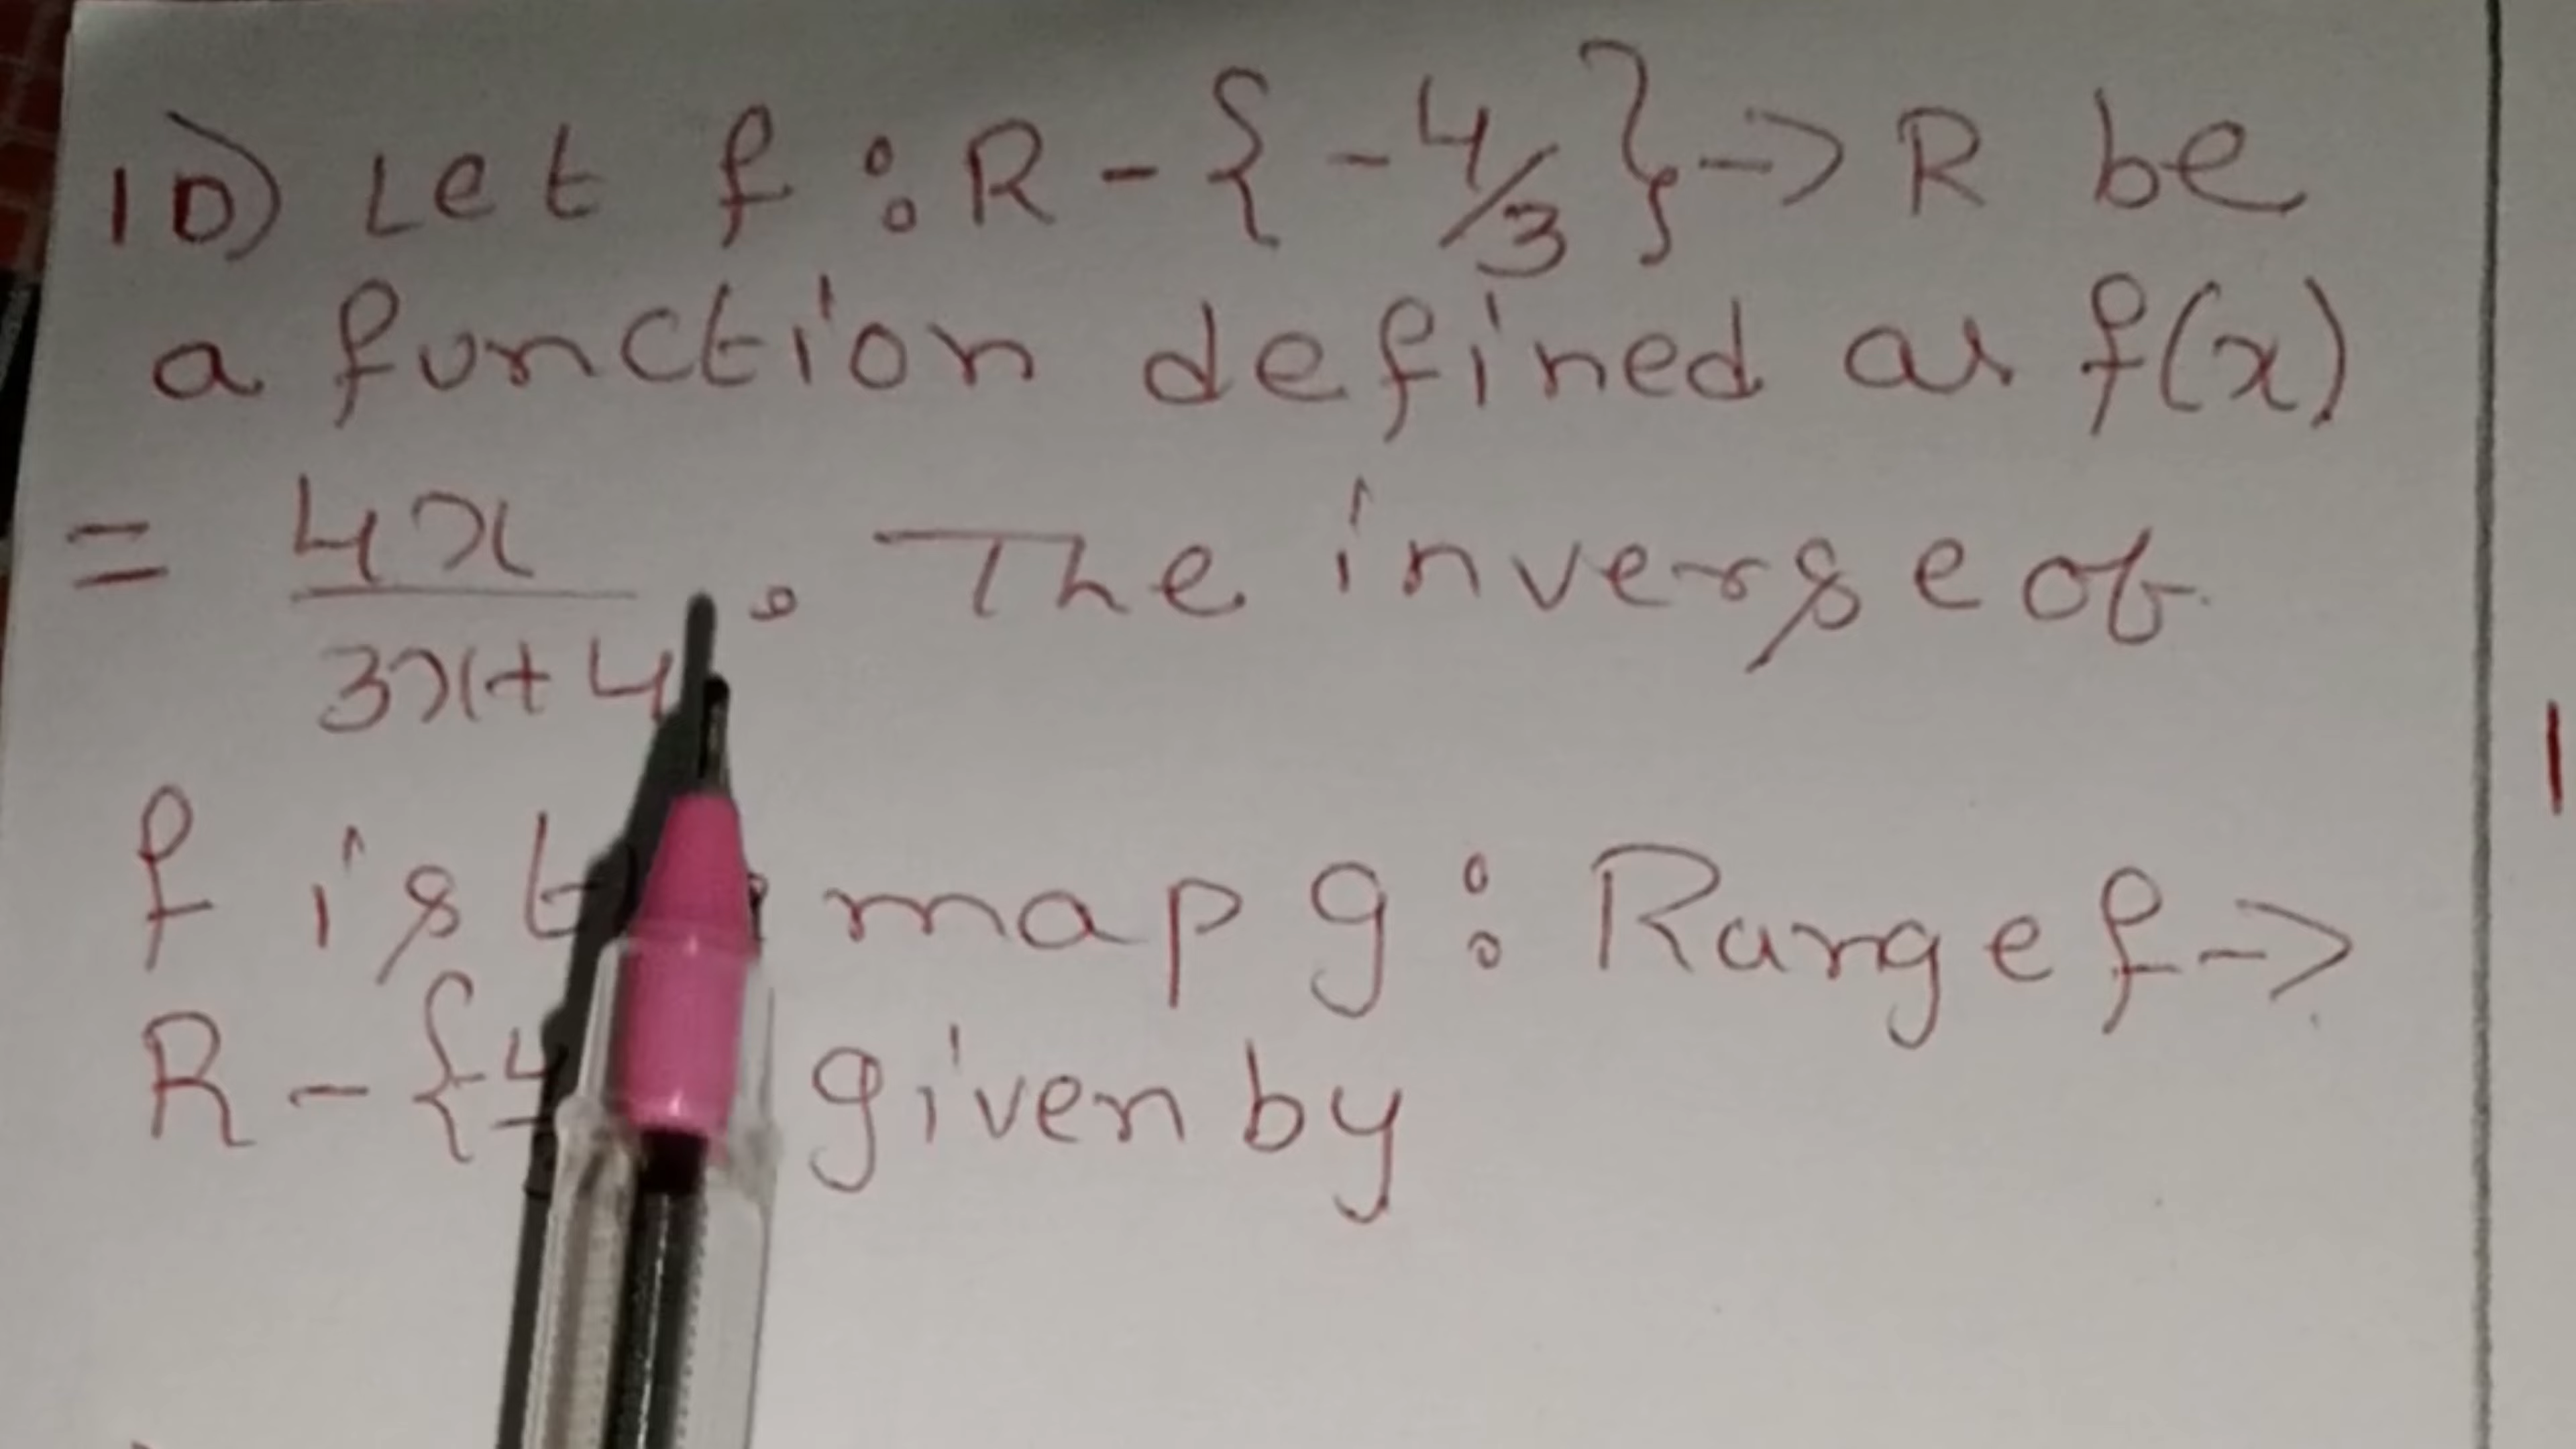 10) Let f : R - { - 4/3 } -> R be
a function defined as f(x)
= 4x / 3x+4 . The inverse of
f is map g : Range f ->
R - { given by